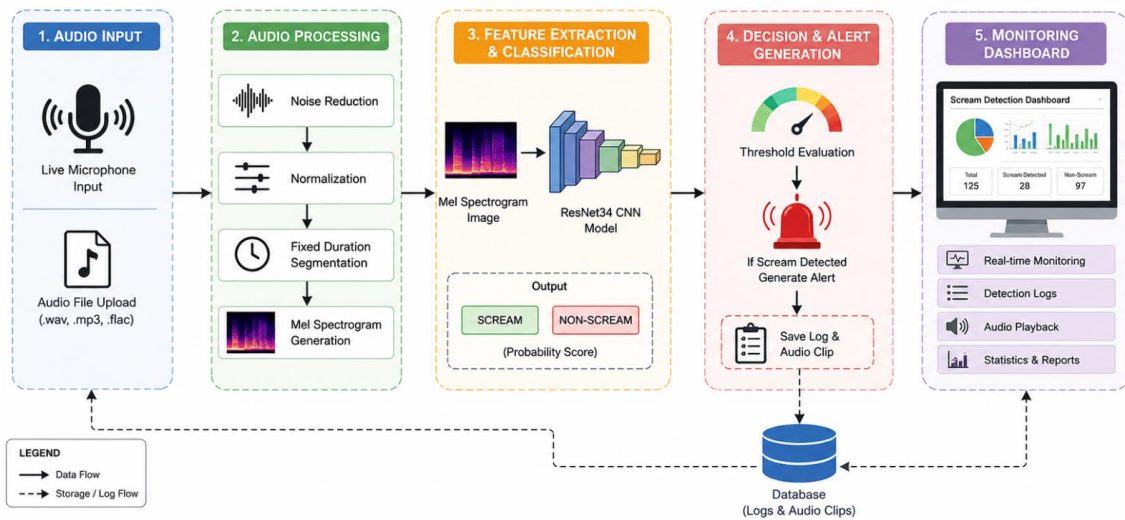 1. AUDIO INPUT
Live Microphone
Input
Audio File Upload
(.wav, .mp3, .flac)
2. AUDIO PROCESSING
Noise Reduction
Normalization
Fixed Duration
Segmentation
Mel Spectrogram
Generation
3. FEATURE EXTRACTION
& CLASSIFICATION
Mel Spectrogram
Image
ResNet34 CNN
Model
Output
SCREAM
NON-SCREAM
(Probability Score)
4. DECISION & ALERT
GENERATION
Threshold Evaluation
If Scream Detected
Generate Alert
Save Log &
Audio Clip
5. MONITORING
DASHBOARD
Scream Detection Dashboard
Total
125
Scream Detected
28
Non-Scream
97
Real-time Monitoring
Detection Logs
Audio Playback
Statistics & Reports
LEGEND
Data Flow
Storage / Log Flow
Database
(Logs & Audio Clips)